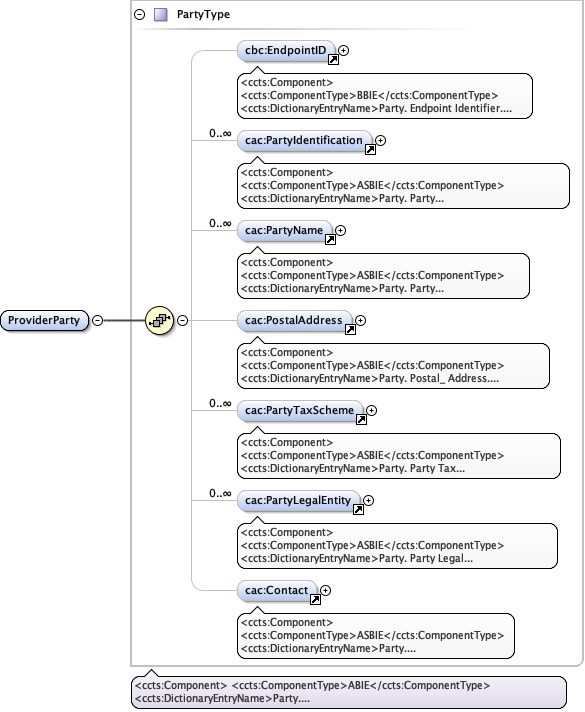 PartyType
cbc:EndpointID
<ccts:Component>
<ccts:ComponentType>BBIE</ccts:ComponentType>
<ccts:DictionaryEntryName>Party. Endpoint Identifier....
0..∞
cac:PartyIdentification
<ccts:Component>
<ccts:ComponentType>ASBIE</ccts:ComponentType>
<ccts:DictionaryEntryName>Party. Party...
0..∞
cac:PartyName
<ccts:Component>
<ccts:ComponentType>ASBIE</ccts:ComponentType>
<ccts:DictionaryEntryName>Party. Party...
ProviderParty
cac:PostalAddress
<ccts:Component>
<ccts:ComponentType>ASBIE</ccts:ComponentType>
<ccts:DictionaryEntryName>Party. Postal_ Address....
0..∞
cac:PartyTaxScheme
<ccts:Component>
<ccts:ComponentType>ASBIE</ccts:ComponentType>
<ccts:DictionaryEntryName>Party. Party Tax...
0..∞
cac:PartyLegalEntity
<ccts:Component>
<ccts:ComponentType>ASBIE</ccts:ComponentType>
<ccts:DictionaryEntryName>Party. Party Legal...
cac:Contact
<ccts:Component>
<ccts:ComponentType>ASBIE</ccts:ComponentType>
<ccts:DictionaryEntryName>Party....
<ccts:Component> <ccts:ComponentType>ABIE</ccts:ComponentType>
<ccts:DictionaryEntryName>Party....